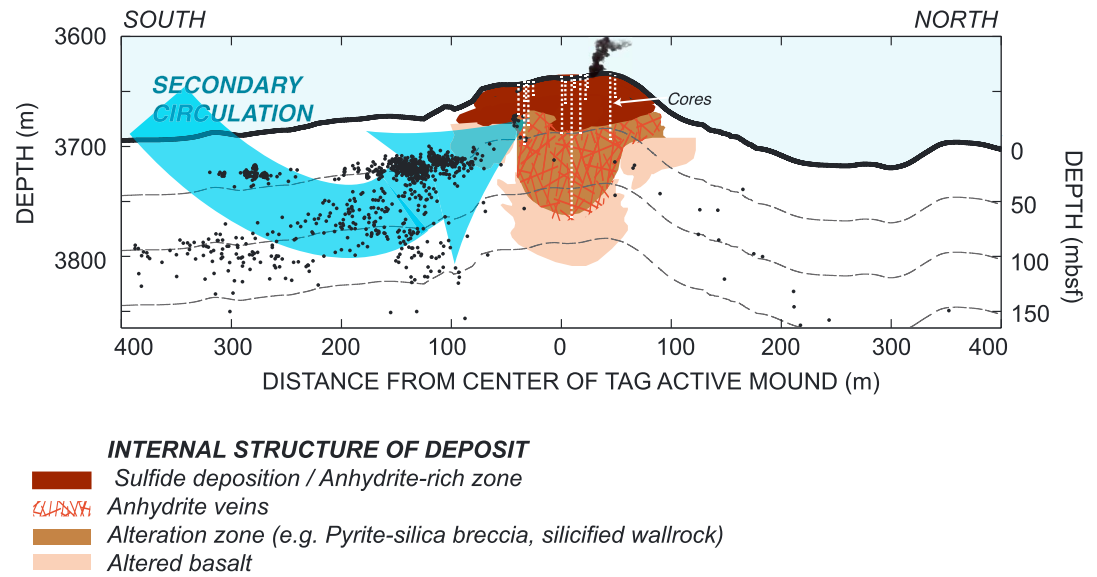 SOUTH NORTH
3600
SECONDARY
CIRCULATION
Cores
3700
3800
0
50
100
150
DEPTH (m)
DEPTH (mbsf)
400 300 200 100 0 100 200 300 400
DISTANCE FROM CENTER OF TAG ACTIVE MOUND (m)
INTERNAL STRUCTURE OF DEPOSIT
Sulfide deposition / Anhydrite-rich zone
Anhydrite veins
Alteration zone (e.g. Pyrite-silica breccia, silicified wallrock)
Altered basalt